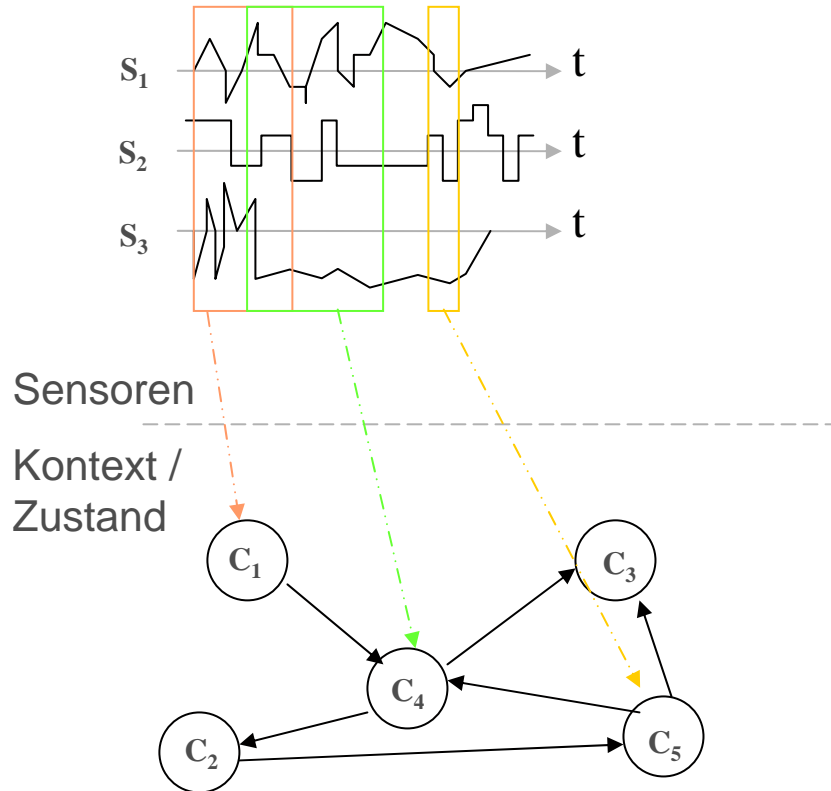 S₁ t
S₂ t
S₃ t
Sensoren
Kontext /
Zustand
C₁
C₃
C₄
C₂
C₅